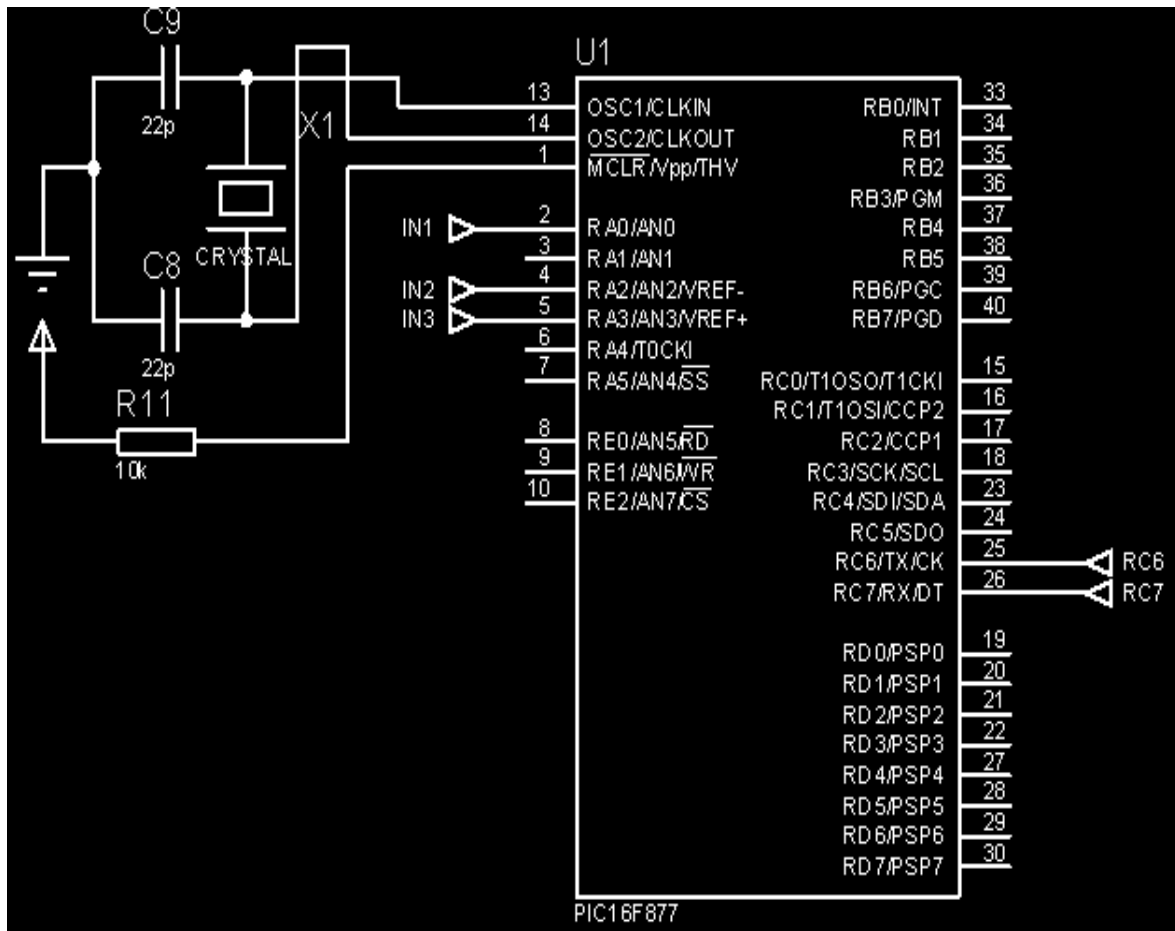 C9
22p
X1
CRYSTAL
C8
22p
R11
10k
U1
13 OSC1/CLKIN
14 OSC2/CLKOUT
1 MCLR/Vpp/THV
IN1 2 RA0/AN0
3 RA1/AN1
IN2 4 RA2/AN2/VREF-
IN3 5 RA3/AN3/VREF+
6 RA4/T0CKI
7 RA5/AN4/SS
8 RE0/AN5/RD
9 RE1/AN6/WR
10 RE2/AN7/CS
RB0/INT 33
RB1 34
RB2 35
RB3/PGM 36
RB4 37
RB5 38
RB6/PGC 39
RB7/PGD 40
RC0/T1OSO/T1CKI 15
RC1/T1OSI/CCP2 16
RC2/CCP1 17
RC3/SCK/SCL 18
RC4/SDI/SDA 23
RC5/SDO 24
RC6/TX/CK 25 RC6
RC7/RX/DT 26 RC7
RD0/PSP0 19
RD1/PSP1 20
RD2/PSP2 21
RD3/PSP3 22
RD4/PSP4 27
RD5/PSP5 28
RD6/PSP6 29
RD7/PSP7 30
PIC16F877